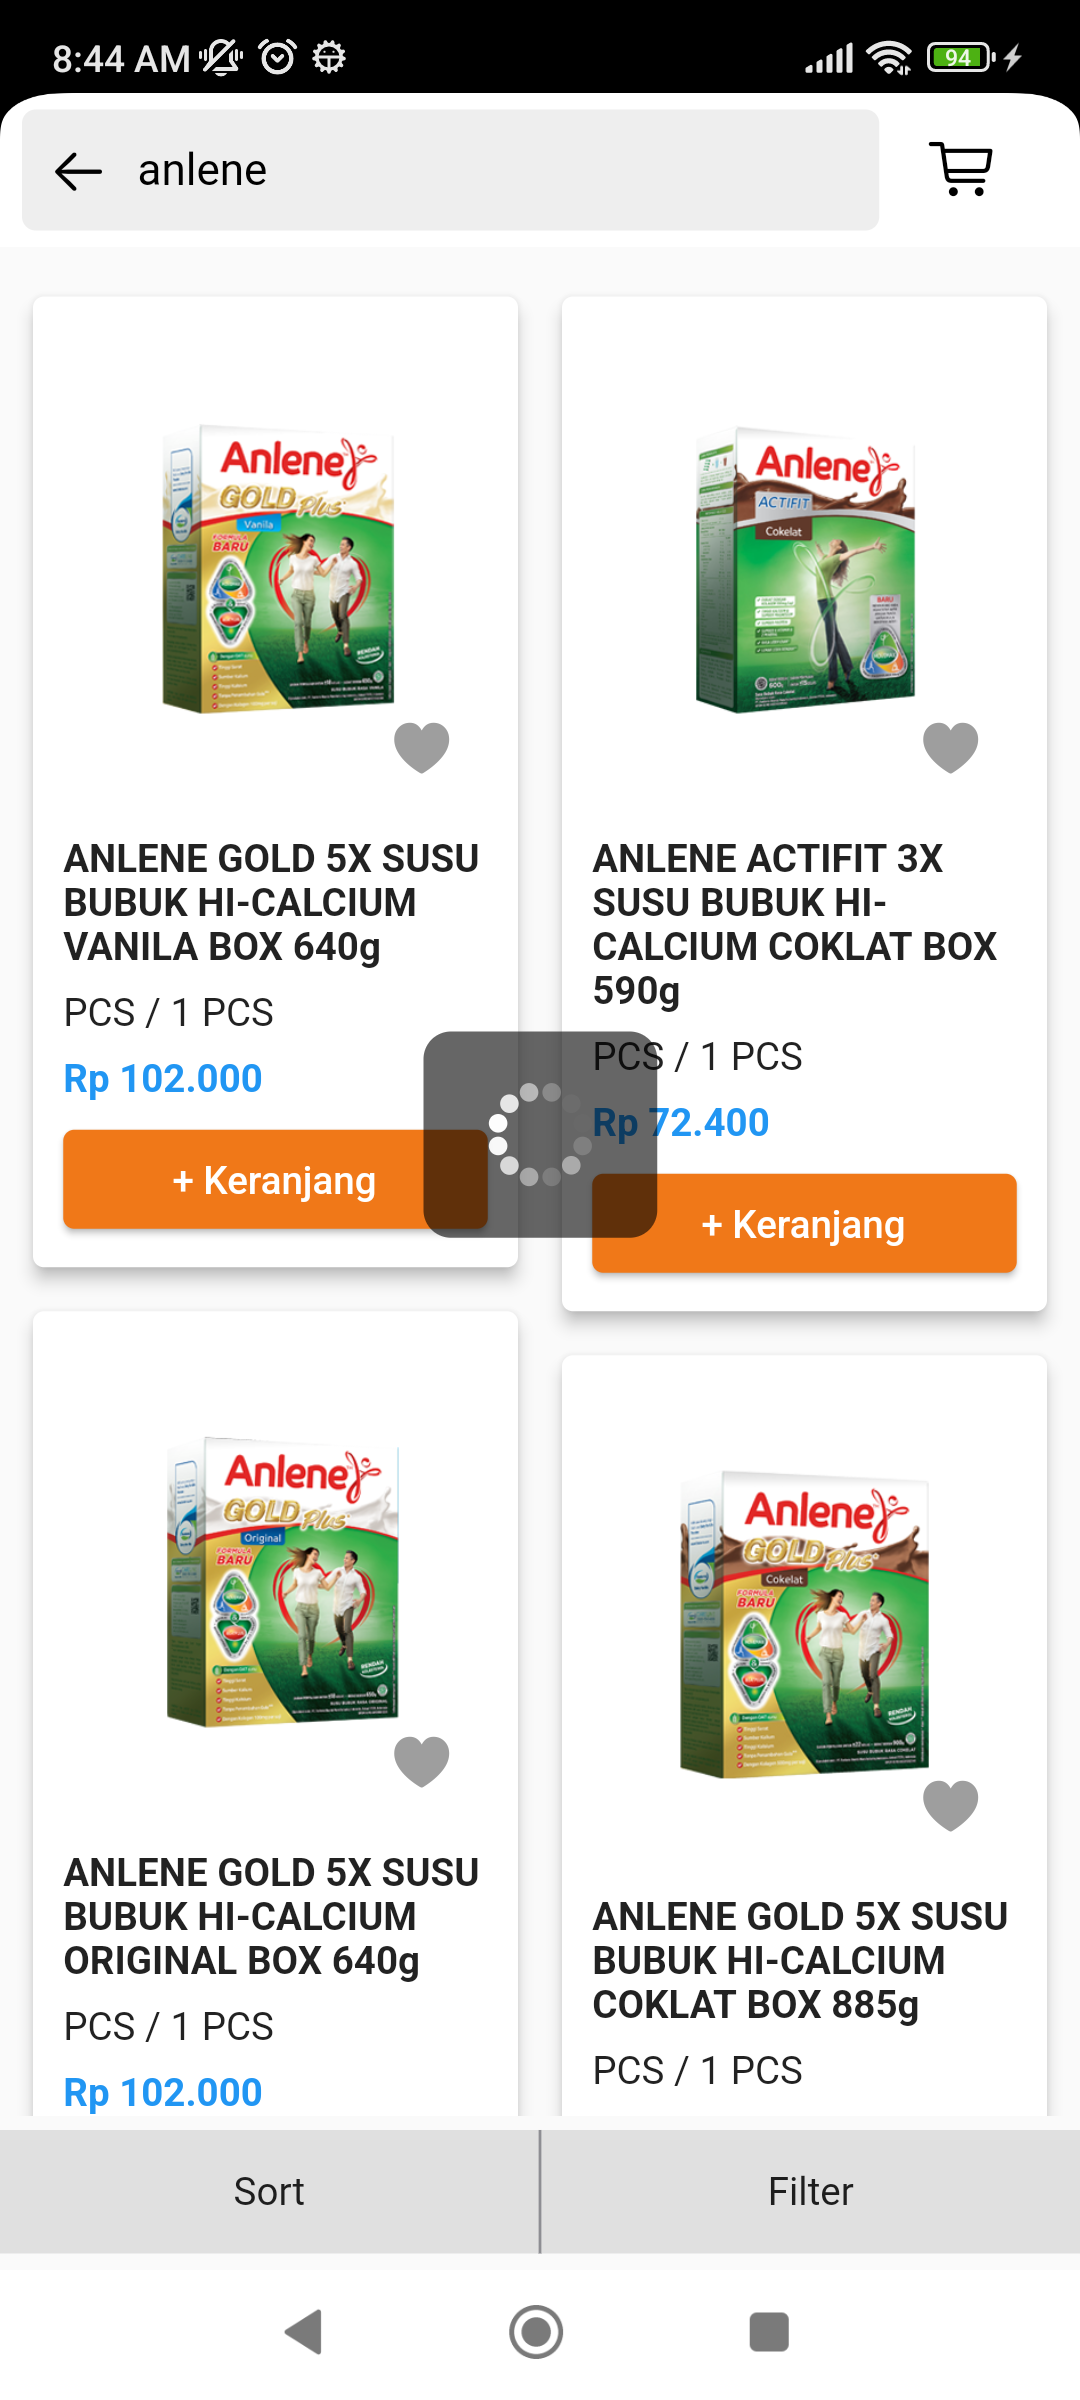 8:44 AM
94
anlene
Anlene
GOLD Plus
Vanila
FORMULA
BARU
RENDAH
Anlene
ACTIFIT
Cokelat
BARU
ANLENE GOLD 5X SUSU
BUBUK HI-CALCIUM
VANILA BOX 640g
PCS / 1 PCS
Rp 102.000
+ Keranjang
ANLENE ACTIFIT 3X
SUSU BUBUK HI-
CALCIUM COKLAT BOX
590g
PCS / 1 PCS
Rp 72.400
+ Keranjang
Anlene
GOLD Plus
Original
FORMULA
BARU
RENDAH
Anlene
GOLD Plus
Cokelat
FORMULA
BARU
RENDAH
ANLENE GOLD 5X SUSU
BUBUK HI-CALCIUM
ORIGINAL BOX 640g
PCS / 1 PCS
Rp 102.000
ANLENE GOLD 5X SUSU
BUBUK HI-CALCIUM
COKLAT BOX 885g
PCS / 1 PCS
Sort
Filter